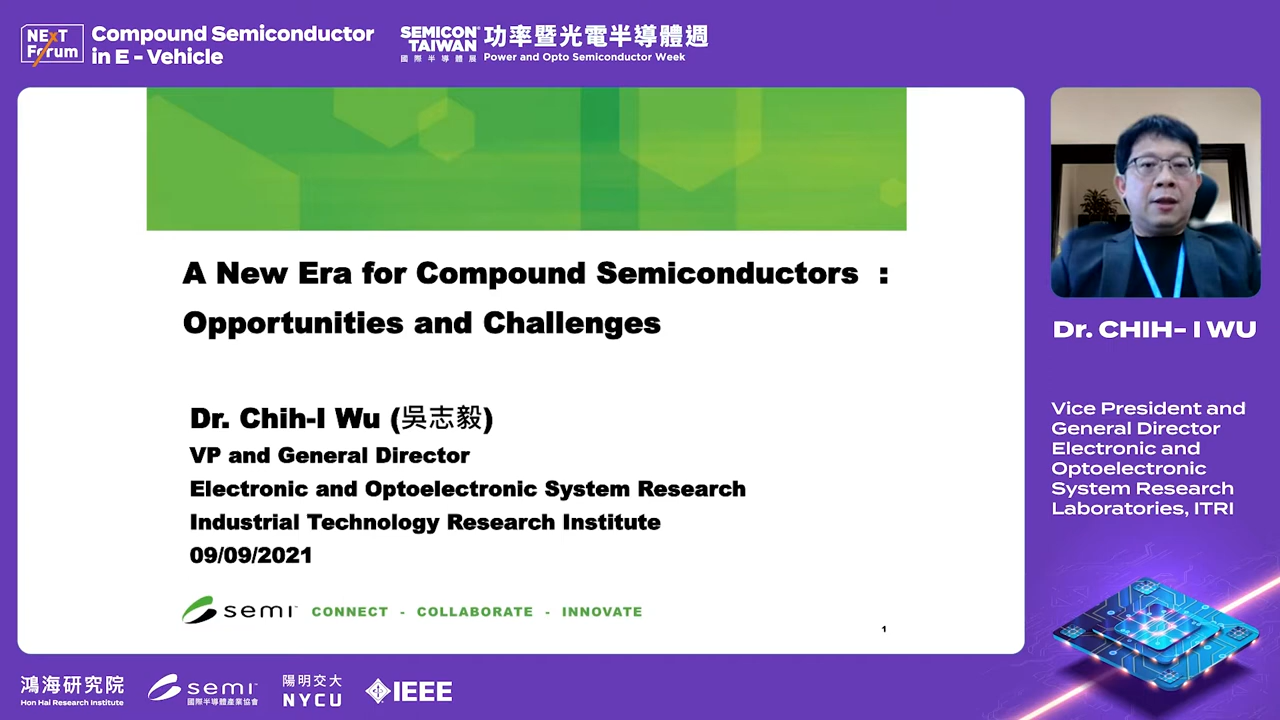 NEXT Forum
Compound Semiconductor
in E - Vehicle
SEMICON®
TAIWAN
國際半導體展
功率暨光電半導體週
Power and Opto Semiconductor Week
A New Era for Compound Semiconductors :
Opportunities and Challenges
Dr. Chih-I Wu (吳志毅)
VP and General Director
Electronic and Optoelectronic System Research
Industrial Technology Research Institute
09/09/2021
semi™ CONNECT - COLLABORATE - INNOVATE
1
Dr. CHIH- I WU
Vice President and
General Director
Electronic and
Optoelectronic
System Research
Laboratories, ITRI
鴻海研究院
Hon Hai Research Institute
semi™
國際半導體產業協會
陽明交大
NYCU
IEEE